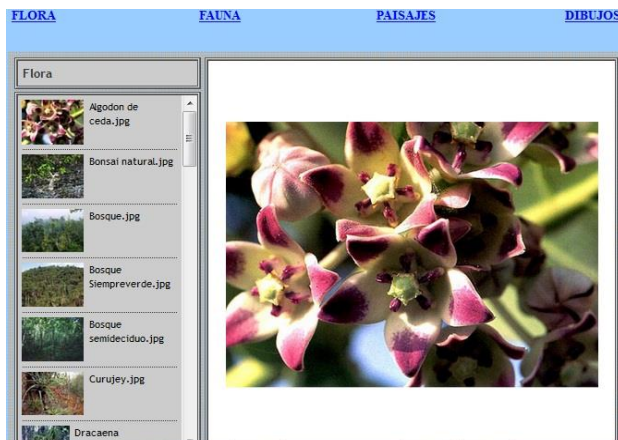 FLORA
FAUNA
PAISAJES
DIBUJOS
Flora
Algodon de
ceda.jpg
Bonsai natural.jpg
Bosque.jpg
Bosque
Siempreverde.jpg
Bosque
semideciduo.jpg
Curujey.jpg
Dracaena